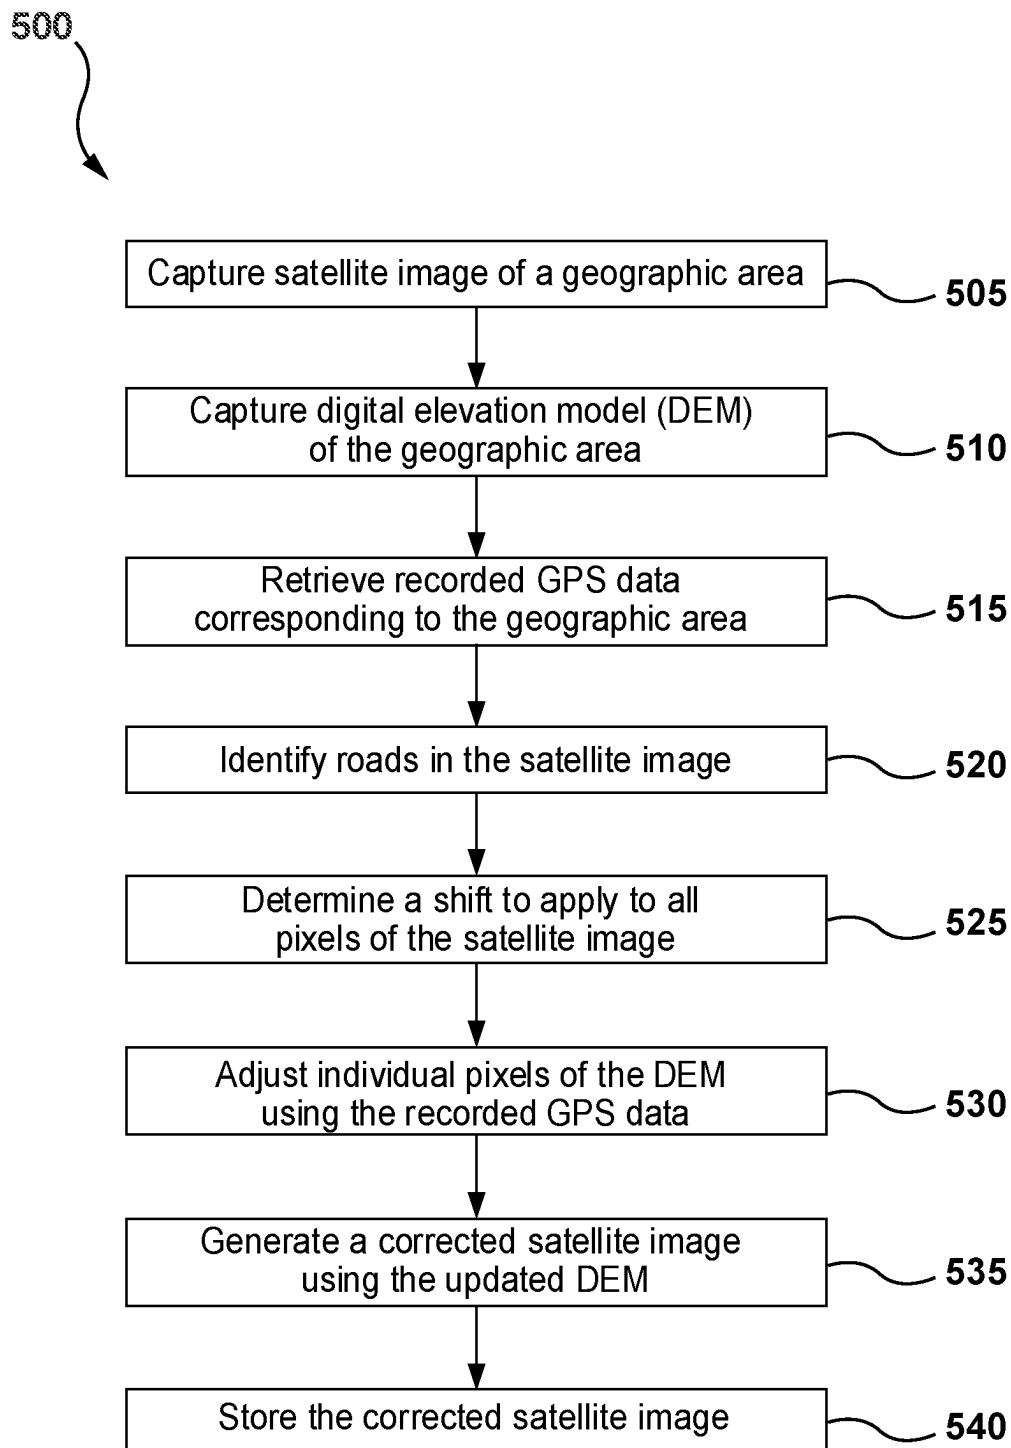 500
Capture satellite image of a geographic area
505
Capture digital elevation model (DEM)
of the geographic area
510
Retrieve recorded GPS data
corresponding to the geographic area
515
Identify roads in the satellite image
520
Determine a shift to apply to all
pixels of the satellite image
525
Adjust individual pixels of the DEM
using the recorded GPS data
530
Generate a corrected satellite image
using the updated DEM
535
Store the corrected satellite image
540